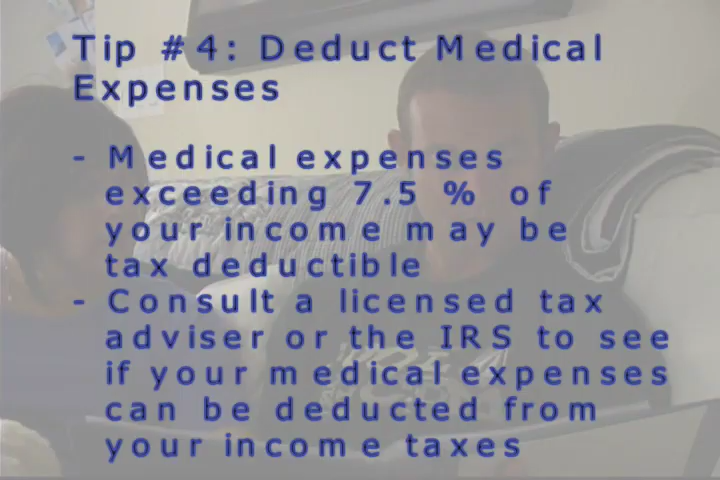 Tip #4: Deduct Medical
Expenses
- Medical expenses
exceeding 7.5 % of
your income may be
tax deductible
- Consult a licensed tax
adviser or the IRS to see
if your medical expenses
can be deducted from
your income taxes